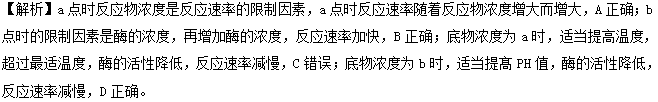 【解析】a点时反应物浓度是反应速率的限制因素，a点时反应速率随着反应物浓度增大而增大，A正确；b
点时的限制因素是酶的浓度，再增加酶的浓度，反应速率加快，B正确；底物浓度为a时，适当提高温度，
超过最适温度，酶的活性降低，反应速率减慢，C错误；底物浓度为b时，适当提高PH值，酶的活性降低，
反应速率减慢，D正确。